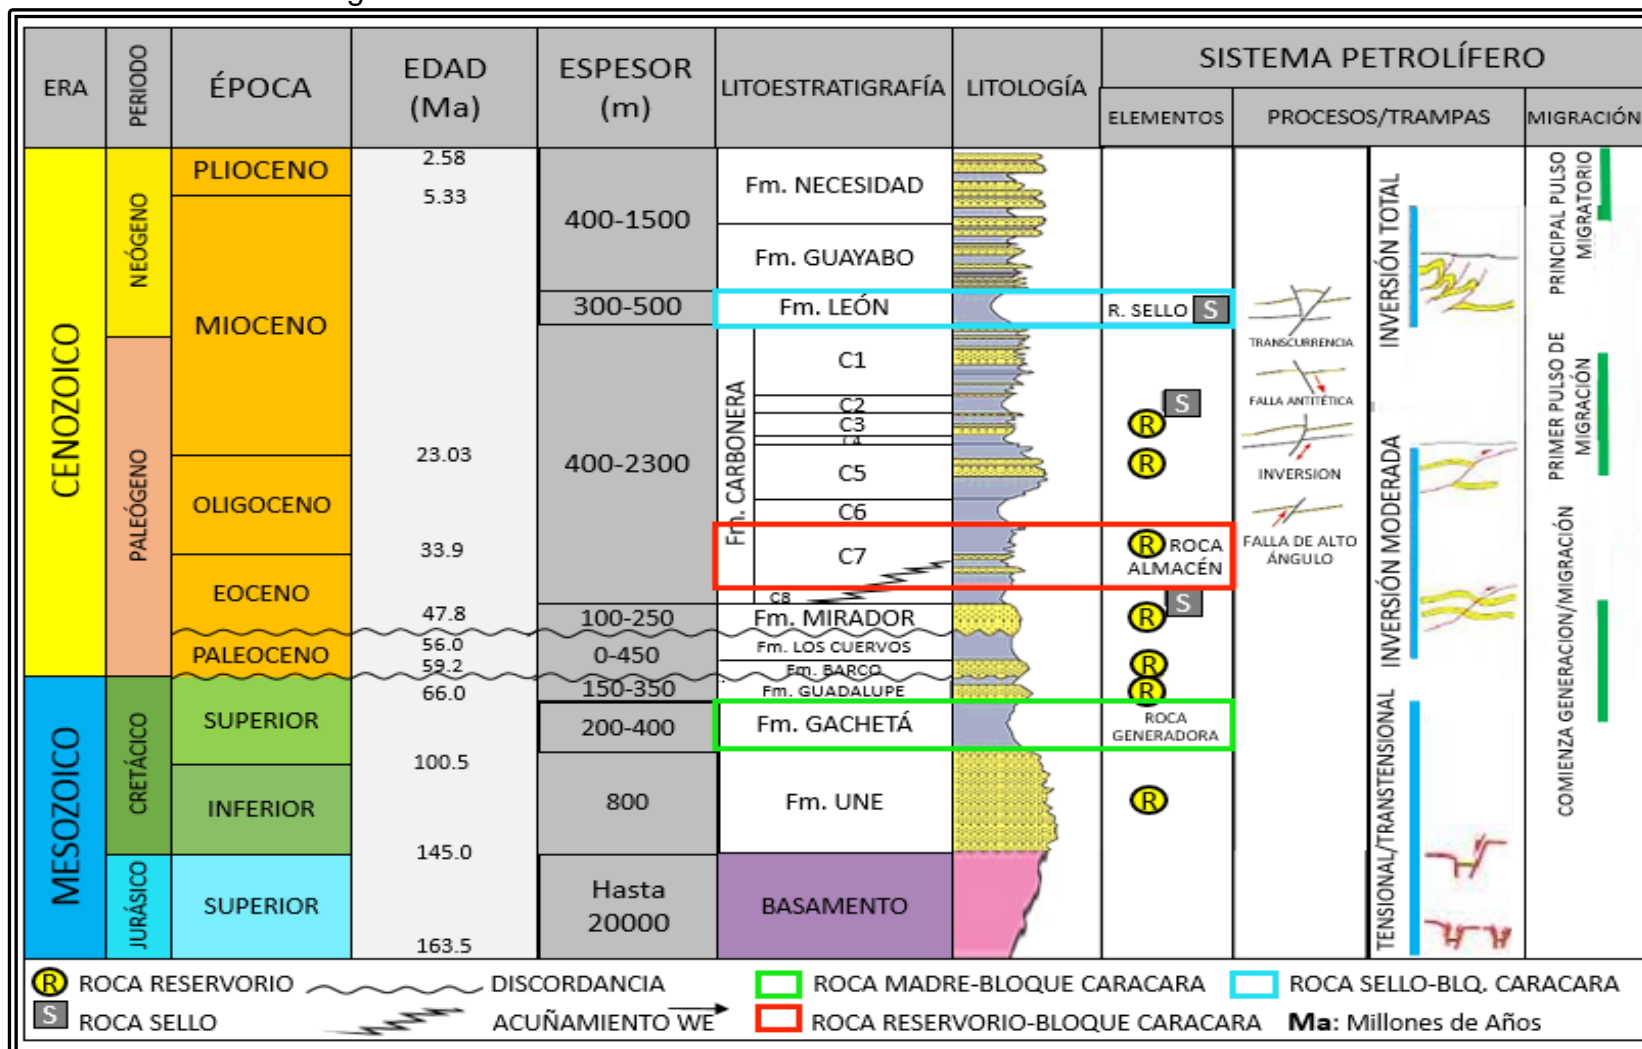 ERA
PERIODO
ÉPOCA
EDAD
(Ma)
ESPESOR
(m)
LITOESTRATIGRAFÍA
LITOLOGÍA
SISTEMA PETROLÍFERO
ELEMENTOS
PROCESOS/TRAMPAS
MIGRACIÓN
CENOZOICO
MESOZOICO
NEÓGENO
PALEÓGENO
CRETÁCICO
JURÁSICO
PLIOCENO
MIOCENO
OLIGOCENO
EOCENO
PALEOCENO
SUPERIOR
INFERIOR
SUPERIOR
2.58
5.33
23.03
33.9
47.8
56.0
59.2
66.0
100.5
145.0
163.5
400-1500
300-500
400-2300
100-250
0-450
150-350
200-400
800
Hasta
20000
Fm. NECESIDAD
Fm. GUAYABO
Fm. LEÓN
Fm. CARBONERA
C1
C2
C3
C4
C5
C6
C7
C8
Fm. MIRADOR
Fm. LOS CUERVOS
Fm. BARCO
Fm. GUADALUPE
Fm. GACHETÁ
Fm. UNE
BASAMENTO
R. SELLO S
S
R
R
R ROCA
ALMACÉN
S
R
R
R
ROCA
GENERADORA
R
TRANSCURRENCIA
FALLA ANTITÉTICA
INVERSION
FALLA DE ALTO
ÁNGULO
INVERSIÓN TOTAL
INVERSIÓN MODERADA
TENSIONAL/TRANSTENSIONAL
PRINCIPAL PULSO
MIGRATORIO
PRIMER PULSO DE
MIGRACIÓN
COMIENZA GENERACION/MIGRACIÓN
R ROCA RESERVORIO
DISCORDANCIA
ROCA MADRE-BLOQUE CARACARA
ROCA SELLO-BLQ. CARACARA
S ROCA SELLO
ACUÑAMIENTO WE
ROCA RESERVORIO-BLOQUE CARACARA
Ma: Millones de Años